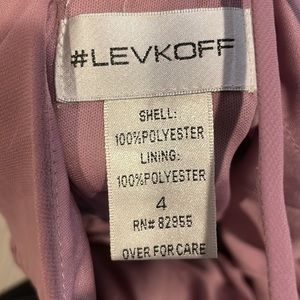 #LEVKOFF
SHELL:
100%POLYESTER
LINING:
100%POLYESTER
4
RN# 82955
OVER FOR CARE